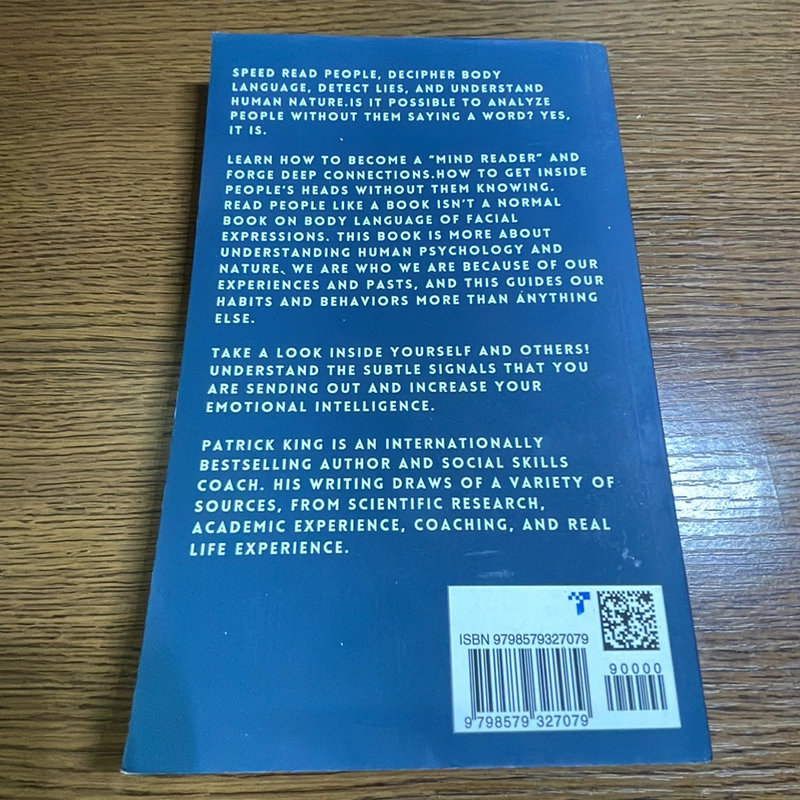 SPEED READ PEOPLE, DECIPHER BODY
LANGUAGE, DETECT LIES, AND UNDERSTAND
HUMAN NATURE.IS IT POSSIBLE TO ANALYZE
PEOPLE WITHOUT THEM SAYING A WORD? YES,
IT IS.
LEARN HOW TO BECOME A "MIND READER" AND
FORGE DEEP CONNECTIONS.HOW TO GET INSIDE
PEOPLE'S HEADS WITHOUT THEM KNOWING.
READ PEOPLE LIKE A BOOK ISN'T A NORMAL
BOOK ON BODY LANGUAGE OF FACIAL
EXPRESSIONS. THIS BOOK IS MORE ABOUT
UNDERSTANDING HUMAN PSYCHOLOGY AND
NATURE. WE ARE WHO WE ARE BECAUSE OF OUR
EXPERIENCES AND PASTS, AND THIS GUIDES OUR
HABITS AND BEHAVIORS MORE THAN ANYTHING
ELSE.
TAKE A LOOK INSIDE YOURSELF AND OTHERS!
UNDERSTAND THE SUBTLE SIGNALS THAT YOU
ARE SENDING OUT AND INCREASE YOUR
EMOTIONAL INTELLIGENCE.
PATRICK KING IS AN INTERNATIONALLY
BESTSELLING AUTHOR AND SOCIAL SKILLS
COACH. HIS WRITING DRAWS OF A VARIETY OF
SOURCES, FROM SCIENTIFIC RESEARCH,
ACADEMIC EXPERIENCE, COACHING, AND REAL
LIFE EXPERIENCE.
ISBN 9798579327079
90000
9 798579 327079